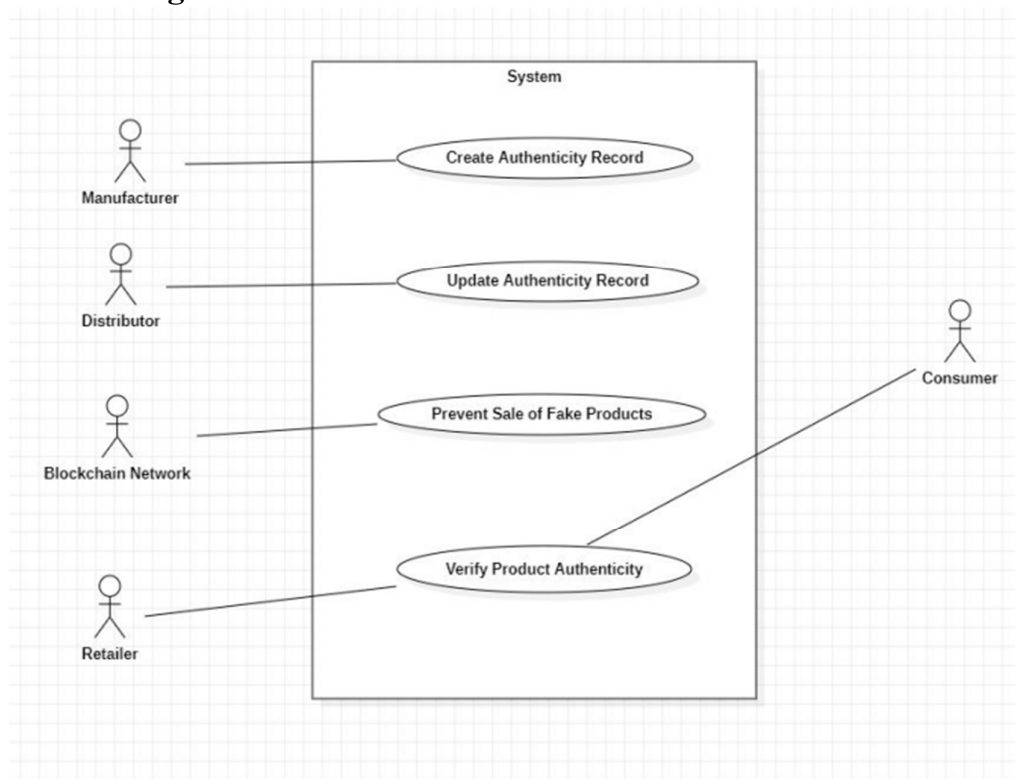 System
Create Authenticity Record
Manufacturer
Update Authenticity Record
Distributor
Consumer
Prevent Sale of Fake Products
Blockchain Network
Verify Product Authenticity
Retailer